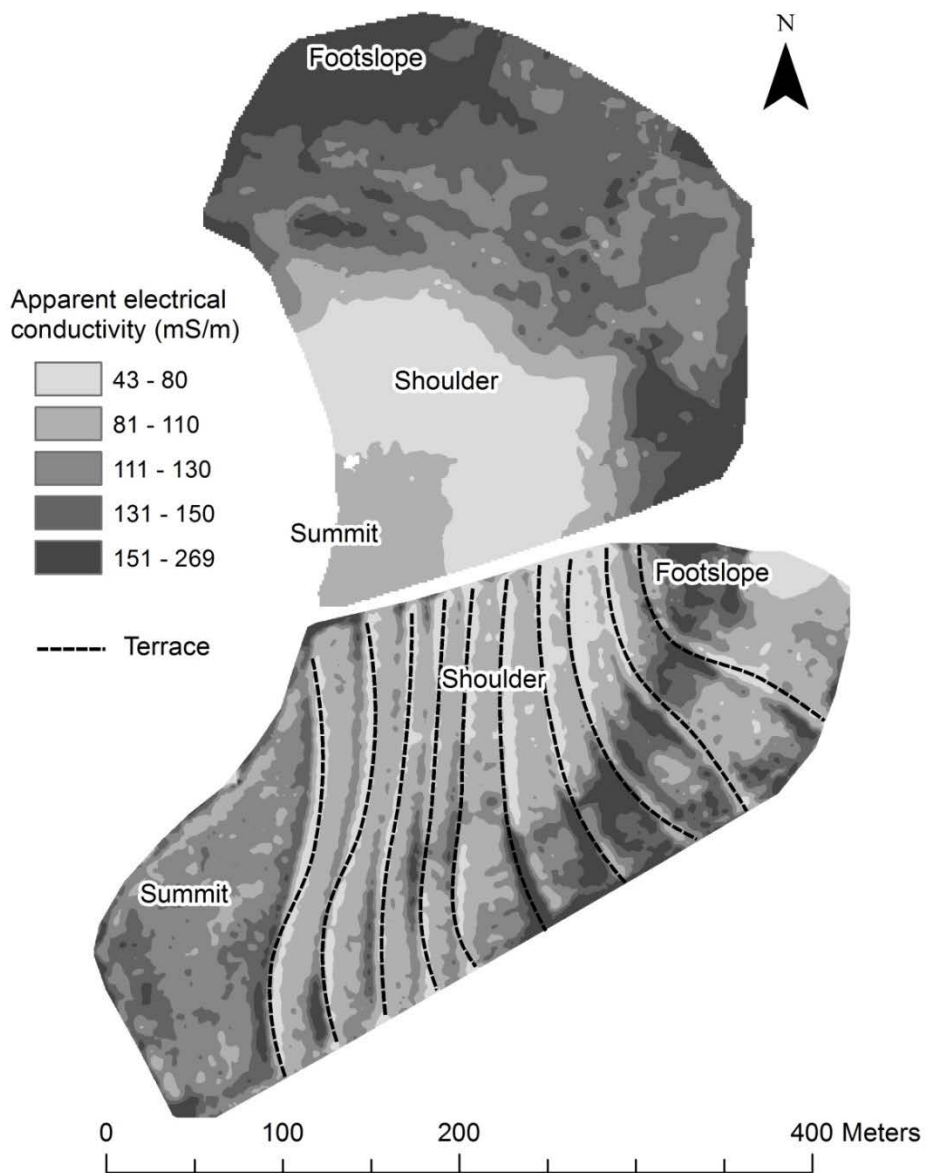 Footslope
N
Apparent electrical
conductivity (mS/m)
43 - 80
81 - 110
111 - 130
131 - 150
151 - 269
Terrace
Shoulder
Summit
Footslope
Shoulder
Summit
0 100 200 400 Meters